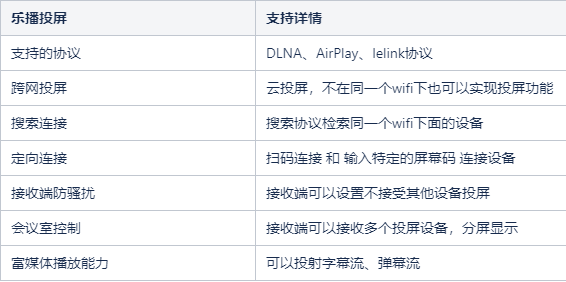 乐播投屏 支持详情
支持的协议 DLNA、AirPlay、lelink协议
跨网投屏 云投屏，不在同一个wifi下也可以实现投屏功能
搜索连接 搜索协议检索同一个wifi下面的设备
定向连接 扫码连接 和 输入特定的屏幕码 连接设备
接收端防骚扰 接收端可以设置不接受其他设备投屏
会议室控制 接收端可以接收多个投屏设备，分屏显示
富媒体播放能力 可以投射字幕流、弹幕流